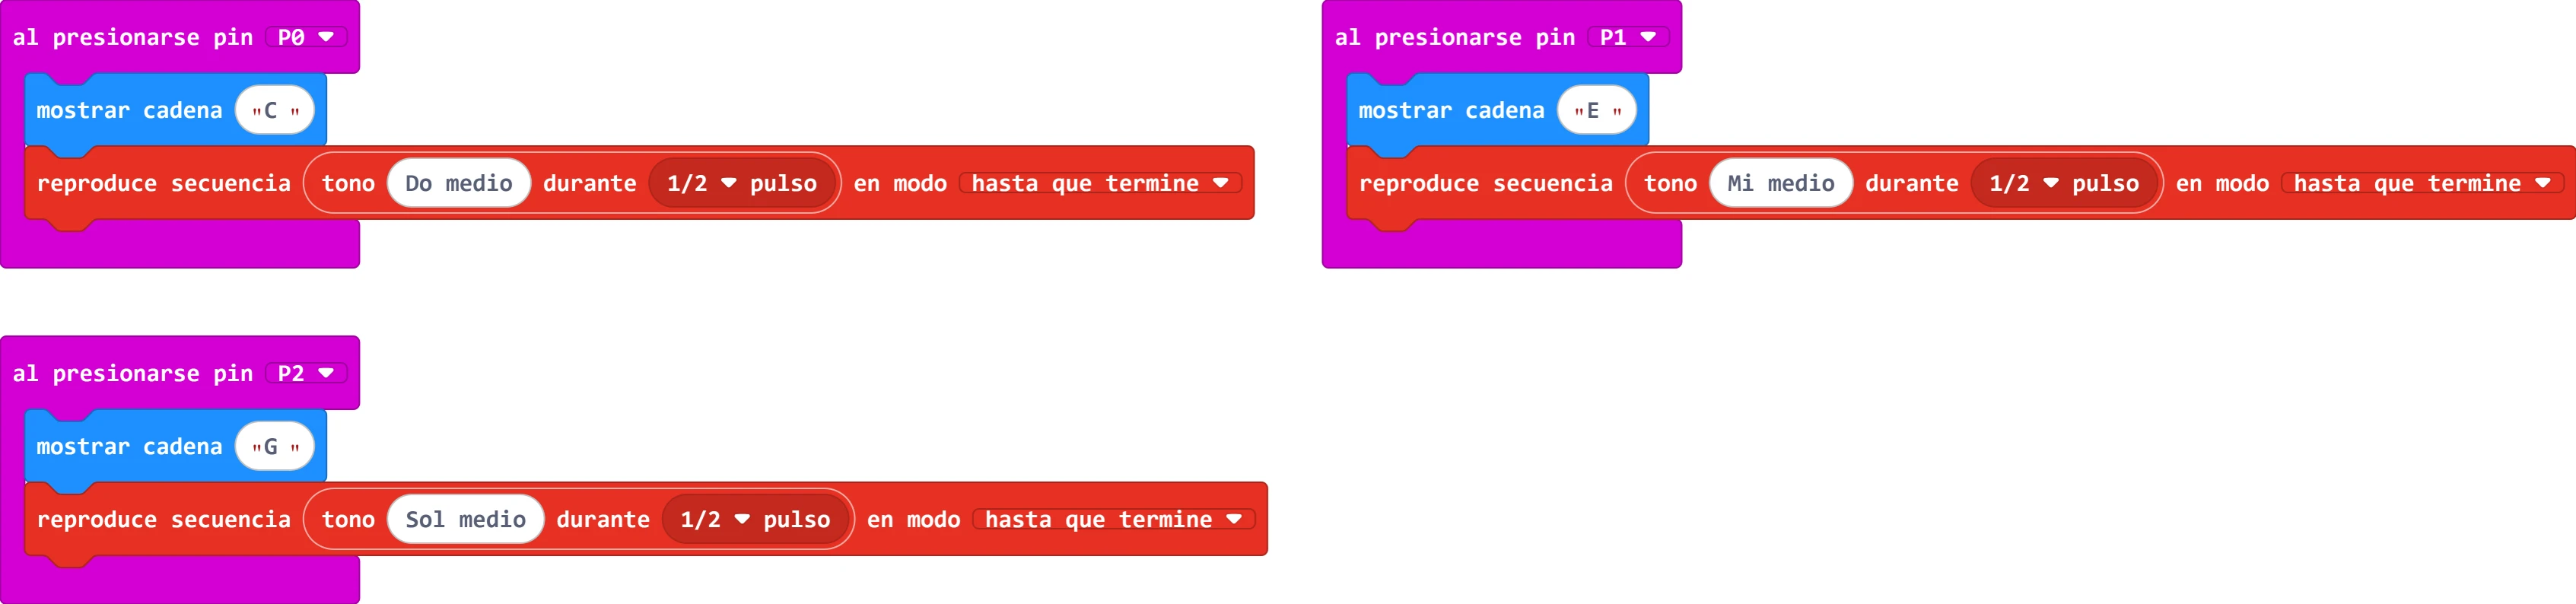 al presionarse pin P0
mostrar cadena "C "
reproduce secuencia tono Do medio durante 1/2 pulso en modo hasta que termine
al presionarse pin P1
mostrar cadena "E "
reproduce secuencia tono Mi medio durante 1/2 pulso en modo hasta que termine
al presionarse pin P2
mostrar cadena "G "
reproduce secuencia tono Sol medio durante 1/2 pulso en modo hasta que termine